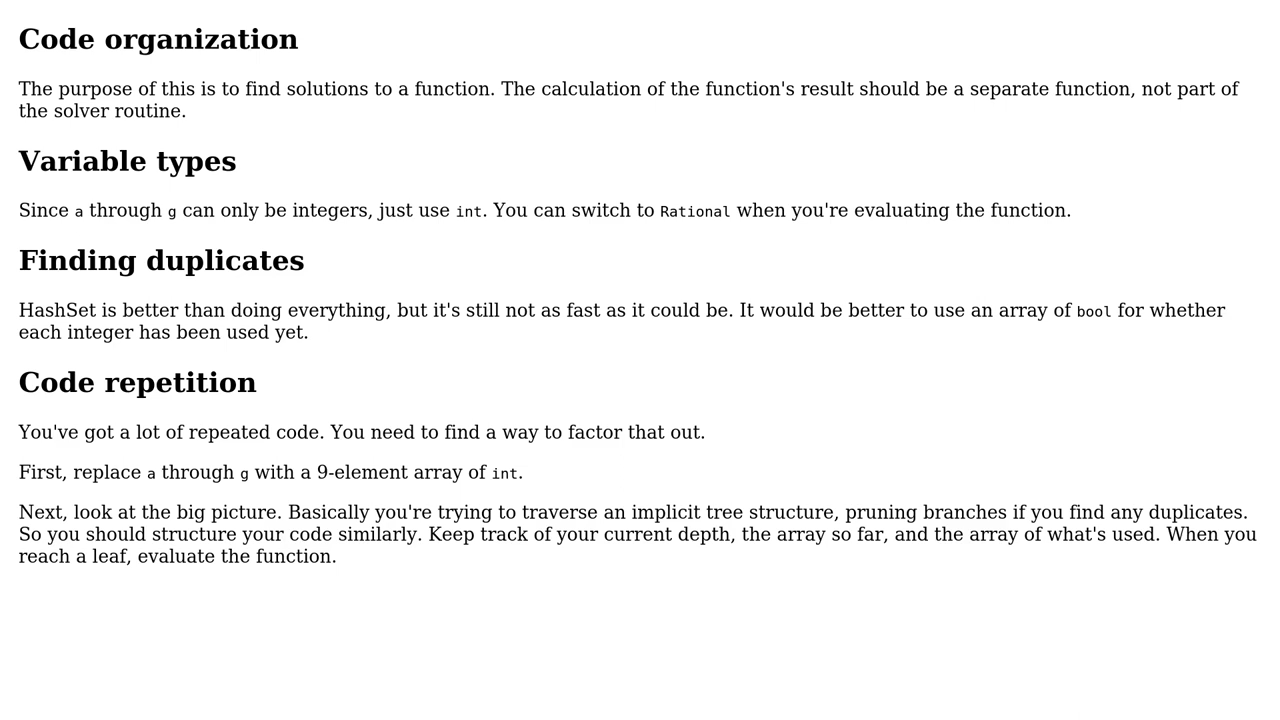 Code organization
The purpose of this is to find solutions to a function. The calculation of the function's result should be a separate function, not part of
the solver routine.
Variable types
Since a through g can only be integers, just use int. You can switch to Rational when you're evaluating the function.
Finding duplicates
HashSet is better than doing everything, but it's still not as fast as it could be. It would be better to use an array of bool for whether
each integer has been used yet.
Code repetition
You've got a lot of repeated code. You need to find a way to factor that out.
First, replace a through g with a 9-element array of int.
Next, look at the big picture. Basically you're trying to traverse an implicit tree structure, pruning branches if you find any duplicates.
So you should structure your code similarly. Keep track of your current depth, the array so far, and the array of what's used. When you
reach a leaf, evaluate the function.